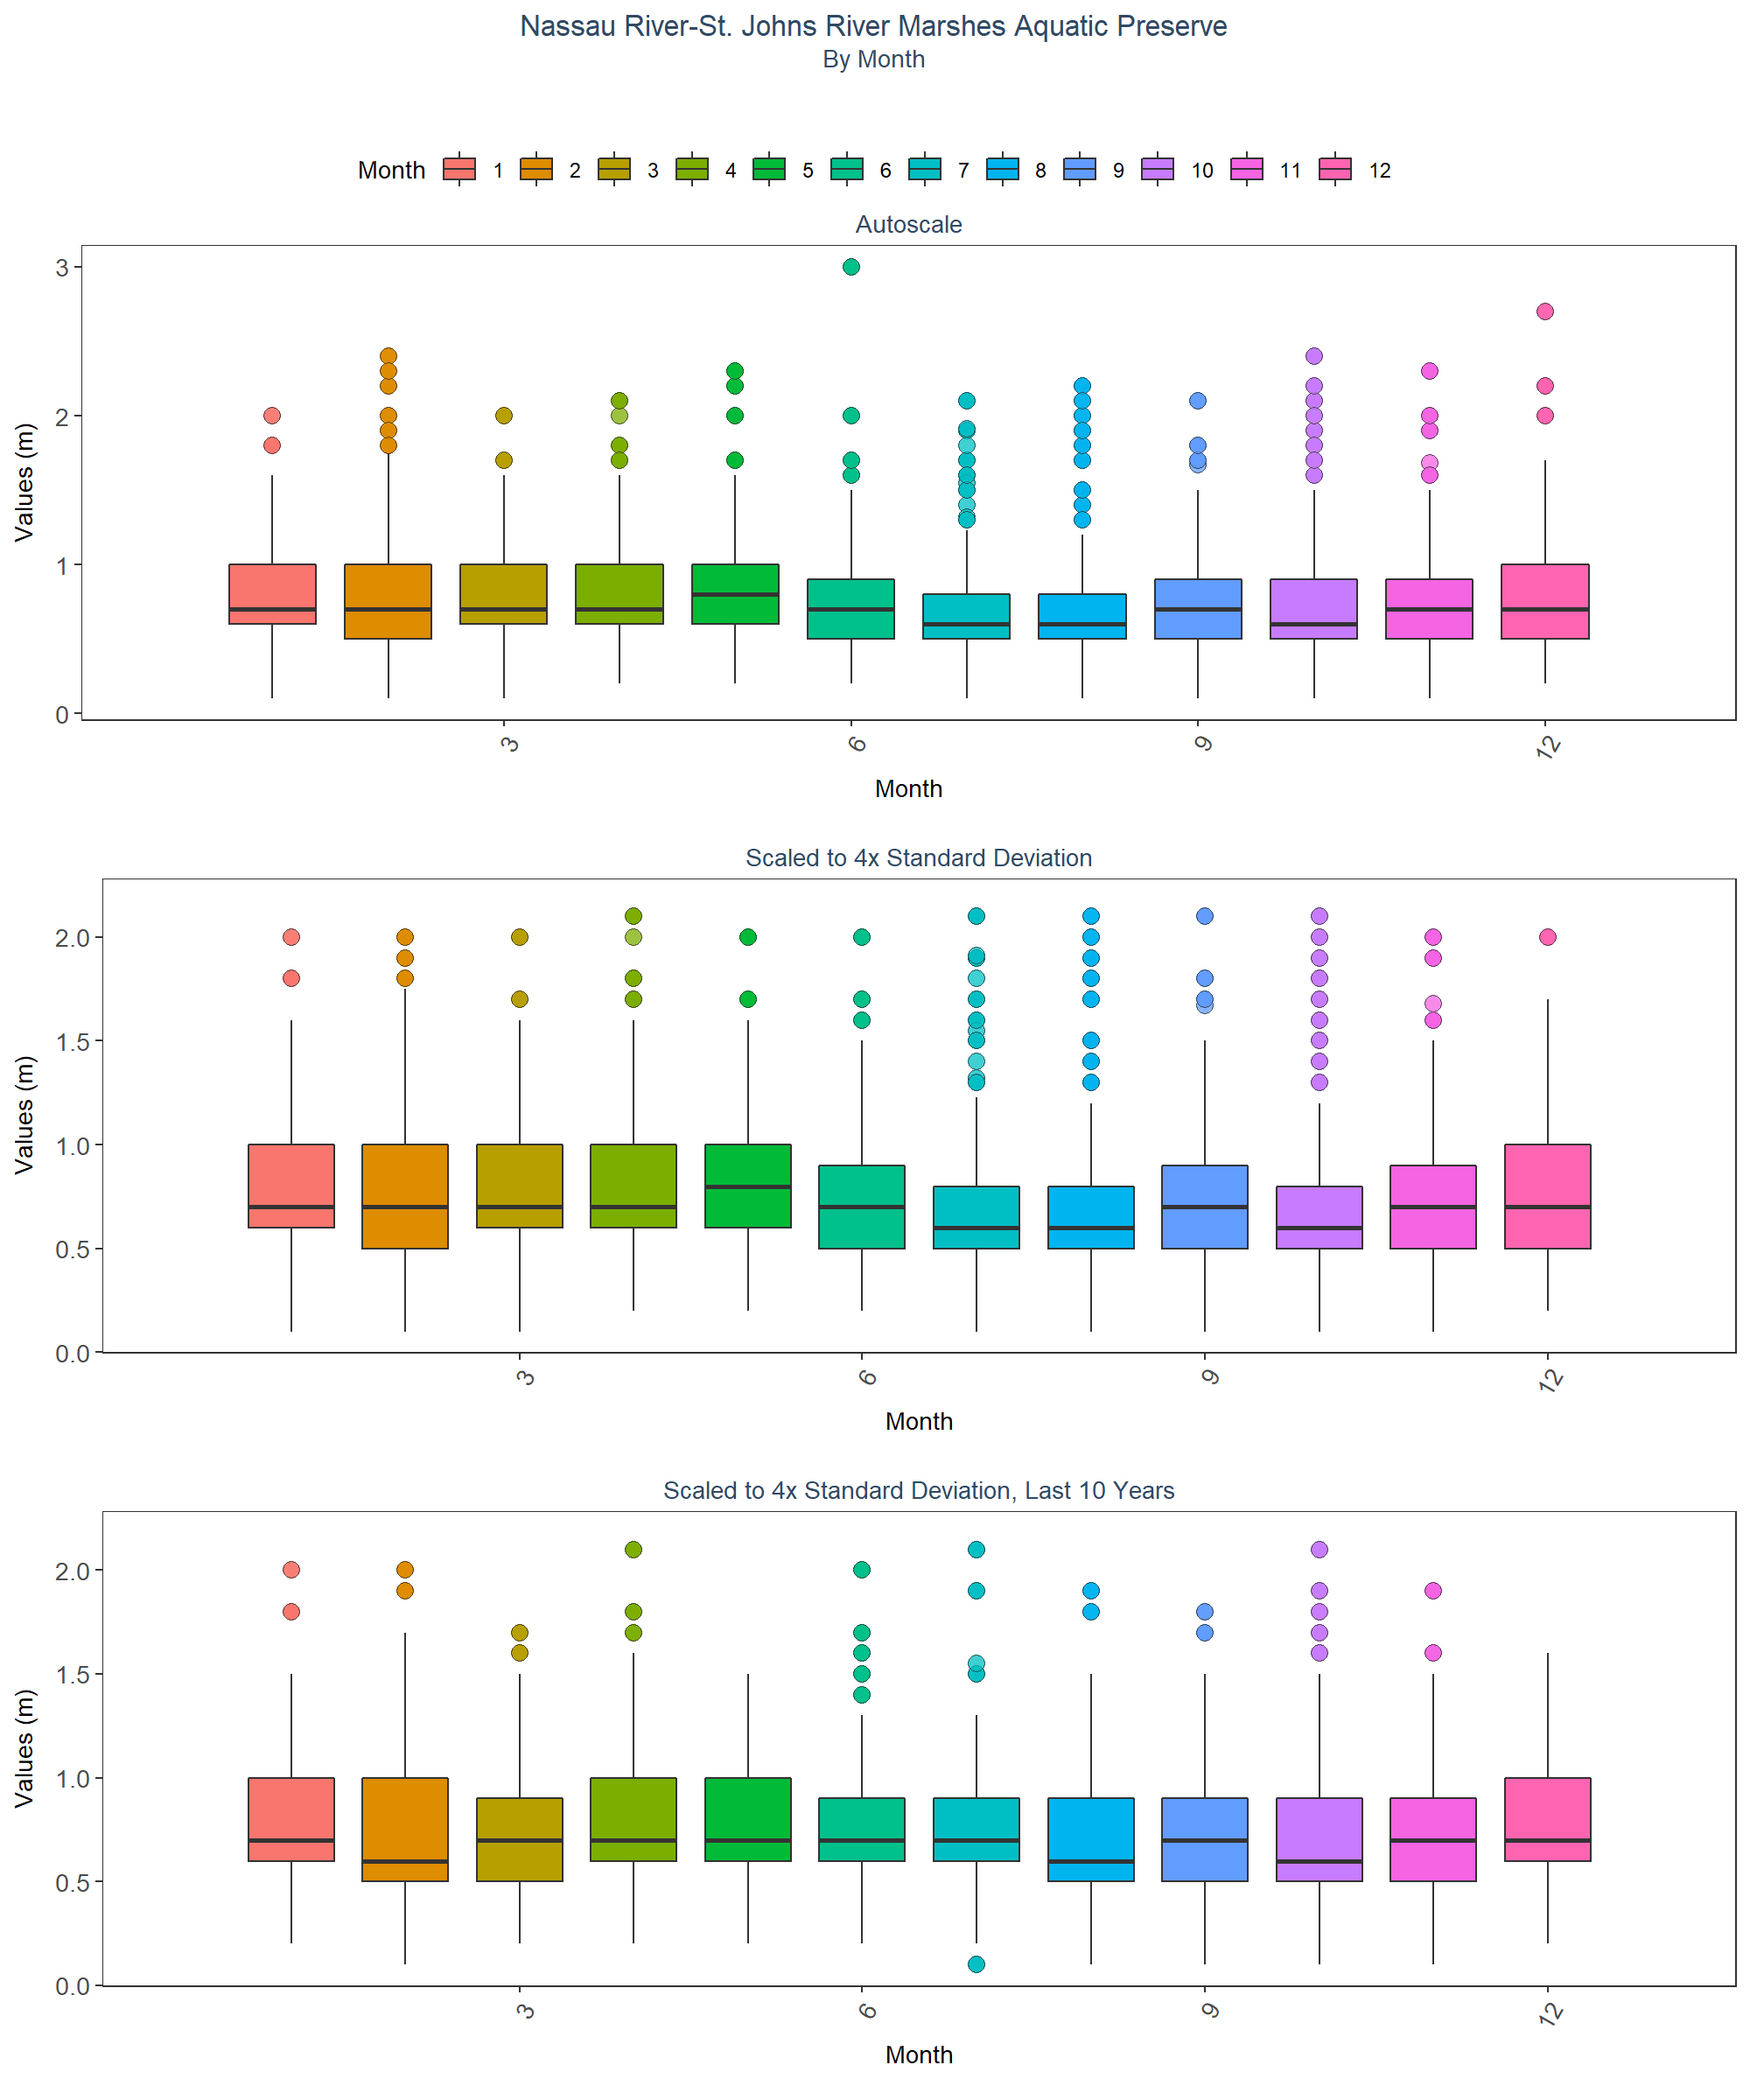 Nassau River-St. Johns River Marshes Aquatic Preserve
By Month
Month 1 2 3 4 5 6 7 8 9 10 11 12
Autoscale
Values (m)
3
2
1
0
3 6 9 12
Month
Scaled to 4x Standard Deviation
Values (m)
2.0
1.5
1.0
0.5
0.0
3 6 9 12
Month
Scaled to 4x Standard Deviation, Last 10 Years
Values (m)
2.0
1.5
1.0
0.5
0.0
3 6 9 12
Month